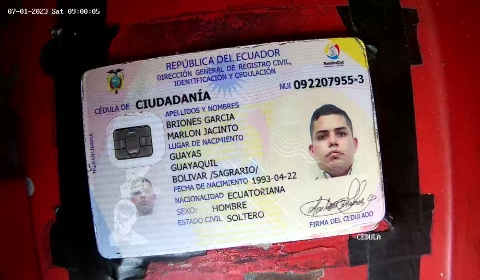 07-01-2023 Sat 09:00:05
REPÚBLICA DEL ECUADOR
DIRECCIÓN GENERAL DE REGISTRO CIVIL,
IDENTIFICACIÓN Y CEDULACIÓN
CÉDULA DE CIUDADANÍA
NUI 092207955-3
APELLIDOS Y NOMBRES
BRIONES GARCIA
MARLON JACINTO
LUGAR DE NACIMIENTO
GUAYAS
GUAYAQUIL
BOLIVAR /SAGRARIO/
FECHA DE NACIMIENTO 1993-04-22
NACIONALIDAD ECUATORIANA
SEXO: HOMBRE
ESTADO CIVIL SOLTERO
FIRMA DEL CEDULADO
CEDULA